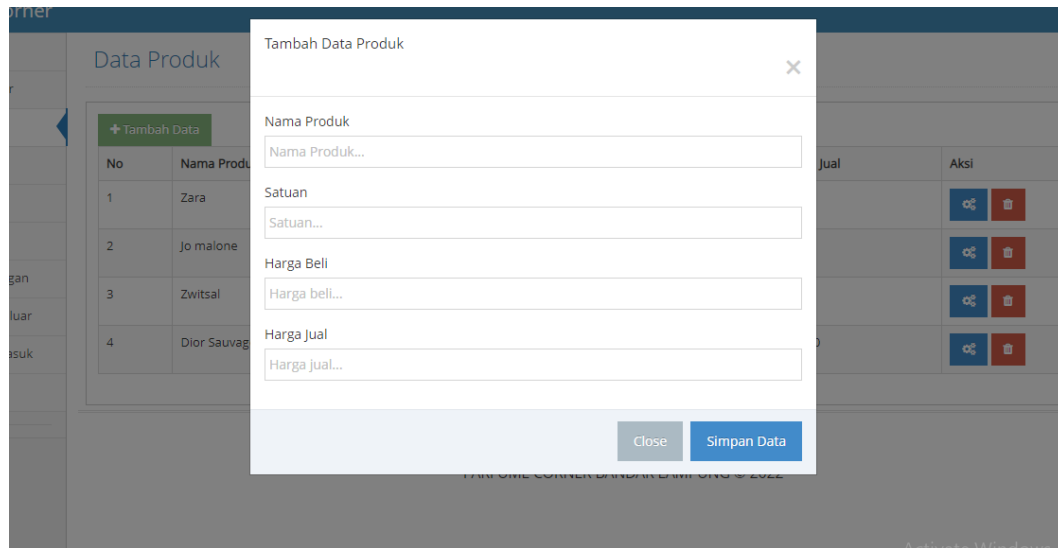 Tambah Data Produk
×
Data Produk
Nama Produk
Nama Produk...
+ Tambah Data
No
Nama Produ
Jual
Aksi
Satuan
Satuan...
1
Zara
2
Jo malone
Harga Beli
Harga beli...
gan
3
Zwitsal
luar
Harga Jual
Harga jual...
4
Dior Sauvag
asuk
Close
Simpan Data